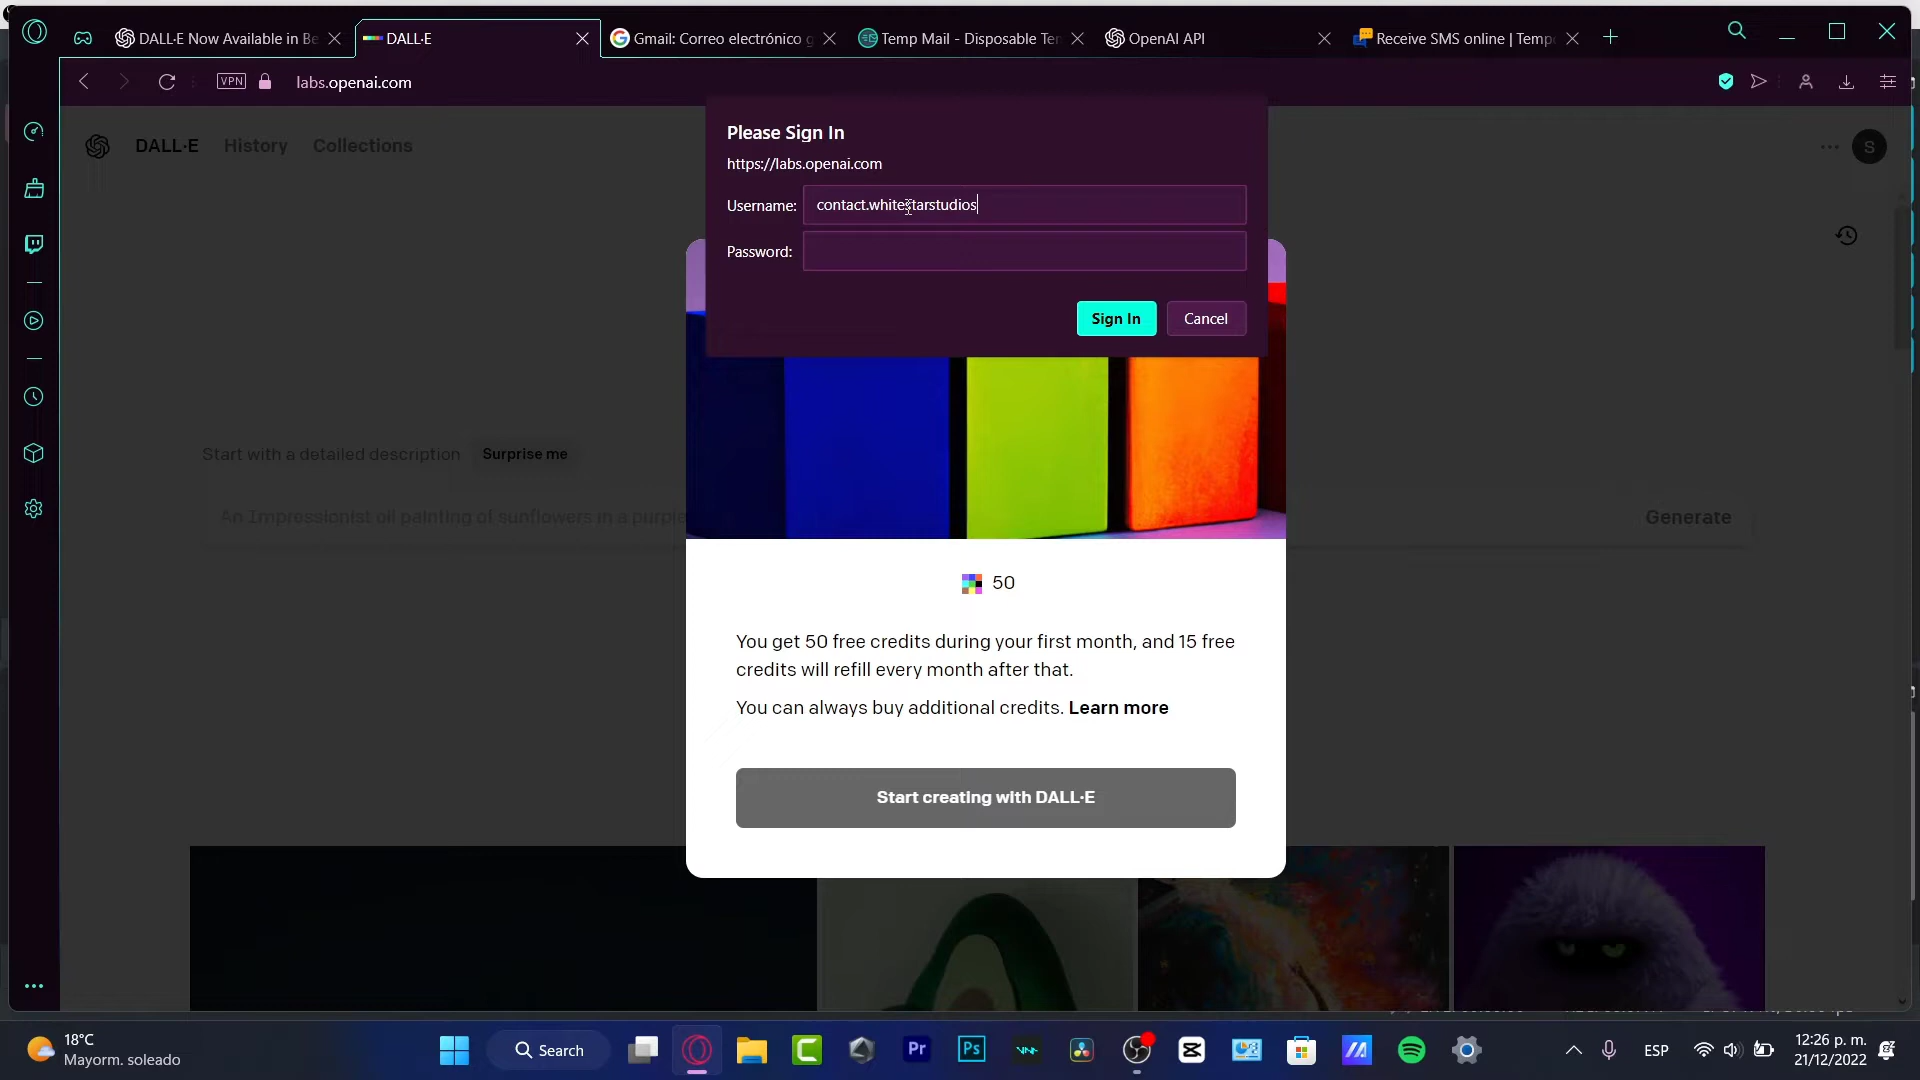 DALL·E Now Available in Be
DALL·E
Gmail: Correo electrónico g
Temp Mail - Disposable Ten
OpenAI API
Receive SMS online | Tempo
VPN
labs.openai.com
DALL·E
History
Collections
S
Please Sign In
https://labs.openai.com
Username: contact.whitestarstudios
Password:
Sign In
Cancel
Start with a detailed description
Surprise me
An Impressionist oil painting of sunflowers in a purple
Generate
50
You get 50 free credits during your first month, and 15 free
credits will refill every month after that.
You can always buy additional credits. Learn more
Start creating with DALL·E
18°C
Mayorm. soleado
Search
Pr
Ps
ESP
12:26 p. m.
21/12/2022